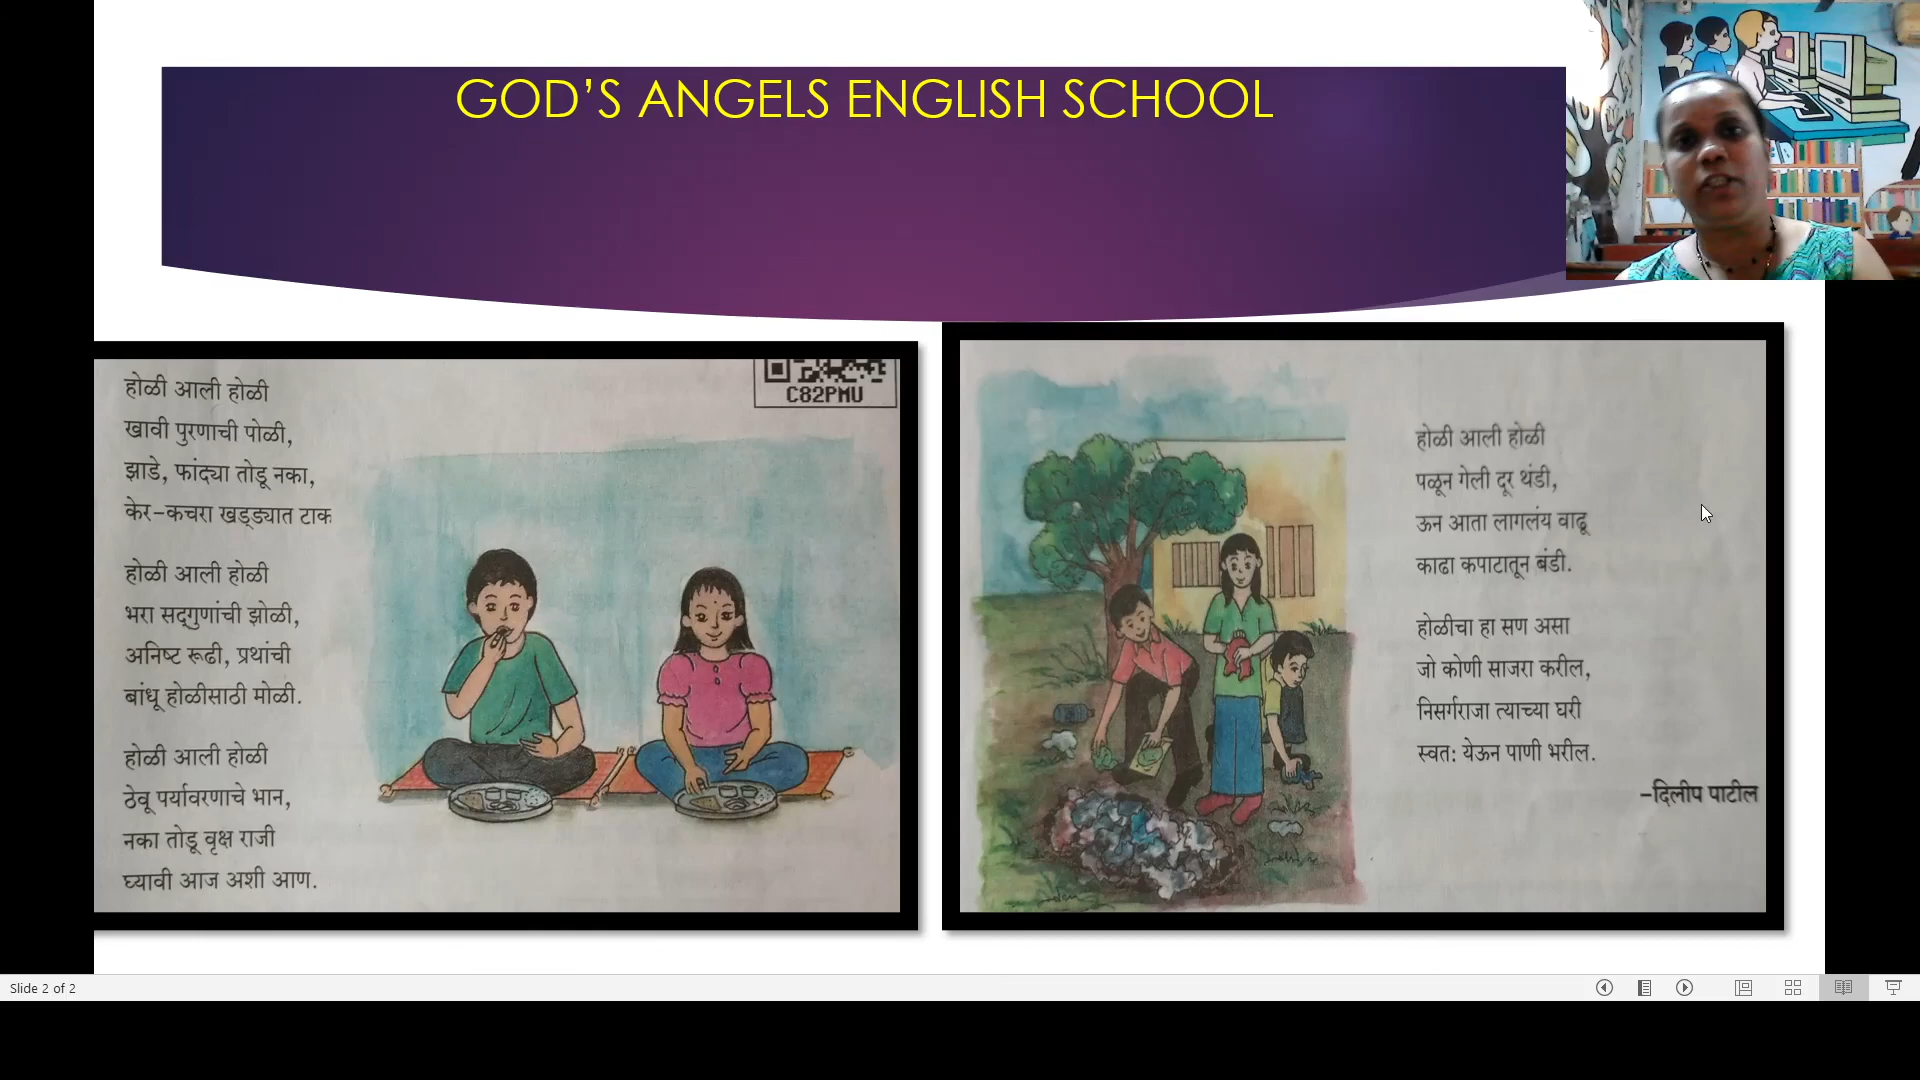 GOD’S ANGELS ENGLISH SCHOOL
C82PMU
होळी आली होळी
खावी पुरणाची पोळी,
झाडे, फांद्या तोडू नका,
केर-कचरा खड्ड्यात टाक
होळी आली होळी
भरा सद्‌गुणांची झोळी,
अनिष्ट रूढी, प्रथांची
बांधू होळीसाठी मोळी.
होळी आली होळी
ठेवू पर्यावरणाचे भान,
नका तोडू वृक्ष राजी
घ्यावी आज अशी आण.
होळी आली होळी
पळून गेली दूर थंडी,
ऊन आता लागलंय वाढू
काढा कपाटातून बंडी.
होळीचा हा सण असा
जो कोणी साजरा करील,
निसर्गराजा त्याच्या घरी
स्वत: येऊन पाणी भरील.
-दिलीप पाटील
Slide 2 of 2